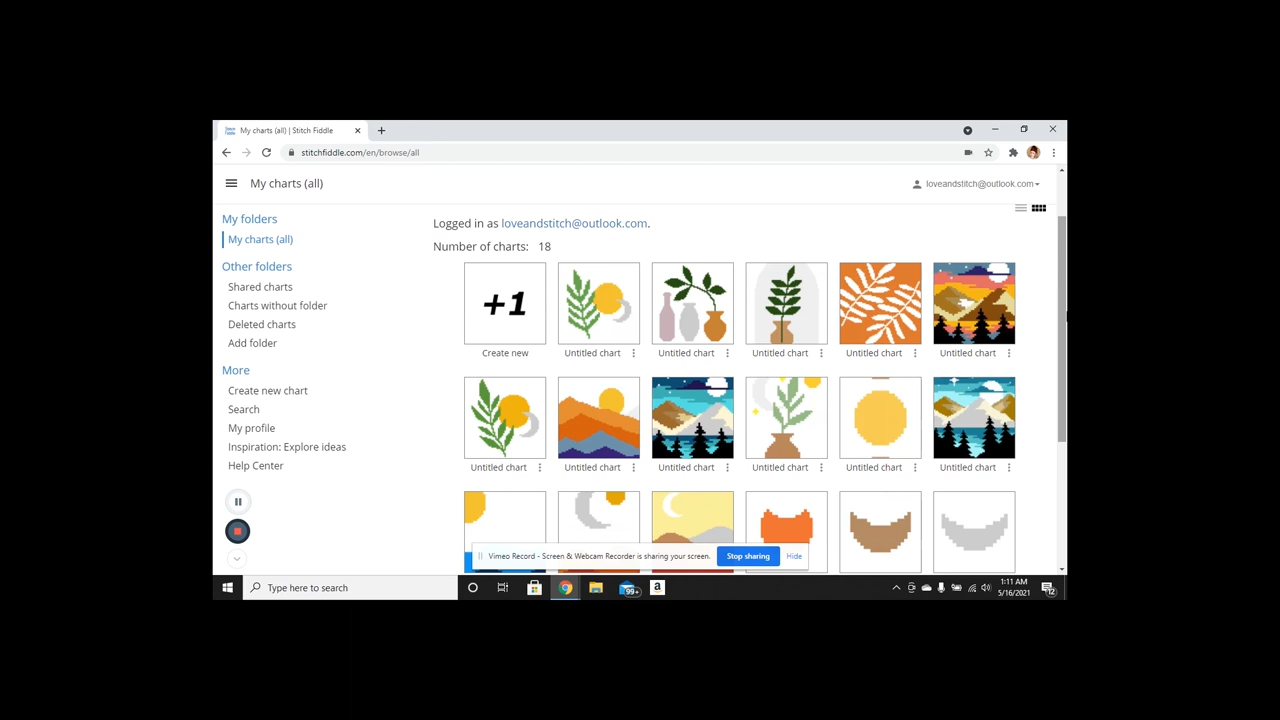 My charts (all) | Stitch Fiddle
stitchfiddle.com/en/browse/all
My charts (all)
loveandstitch@outlook.com
My folders
My charts (all)
Other folders
Shared charts
Charts without folder
Deleted charts
Add folder
More
Create new chart
Search
My profile
Inspiration: Explore ideas
Help Center
Logged in as loveandstitch@outlook.com.
Number of charts: 18
+1
Create new
Untitled chart
Untitled chart
Untitled chart
Untitled chart
Untitled chart
Untitled chart
Untitled chart
Untitled chart
Untitled chart
Untitled chart
Untitled chart
Vimeo Record - Screen & Webcam Recorder is sharing your screen.
Stop sharing
Hide
Type here to search
99+
a
1:11 AM
5/16/2021
12